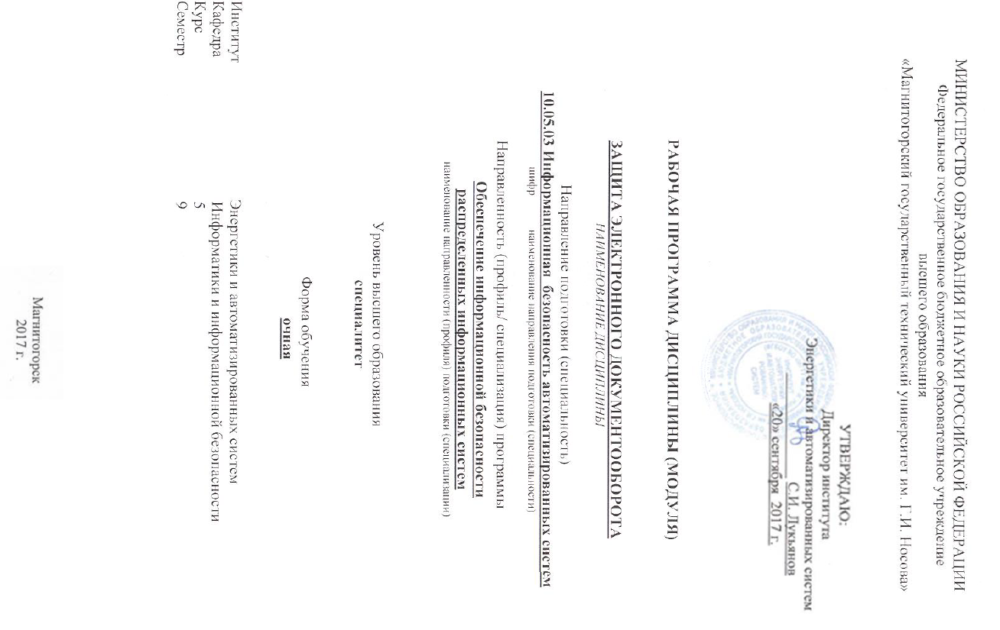 МИНИСТЕРСТВО ОБРАЗОВАНИЯ И НАУКИ РОССИЙСКОЙ ФЕДЕРАЦИИ
Федеральное государственное бюджетное образовательное учреждение
высшего образования
«Магнитогорский государственный технический университет им. Г.И. Носова»
УТВЕРЖДАЮ:
Директор института
Энергетики и автоматизированных систем
С.И. Лукьянов
«20» сентября 2017 г.
РАБОЧАЯ ПРОГРАММА ДИСЦИПЛИНЫ (МОДУЛЯ)
ЗАЩИТА ЭЛЕКТРОННОГО ДОКУМЕНТООБОРОТА
НАИМЕНОВАНИЕ ДИСЦИПЛИНЫ
Направление подготовки (специальность)
10.05.03 Информационная безопасность автоматизированных систем
шифр наименование направления подготовки (специальности)
Направленность (профиль/ специализация) программы
Обеспечение информационной безопасности
распределенных информационных систем
наименование направленности (профиля) подготовки (специализации)
Уровень высшего образования
специалитет
Форма обучения
очная
Институт Энергетики и автоматизированных систем
Кафедра Информатики и информационной безопасности
Курс 5
Семестр 9
Магнитогорск
2017 г.